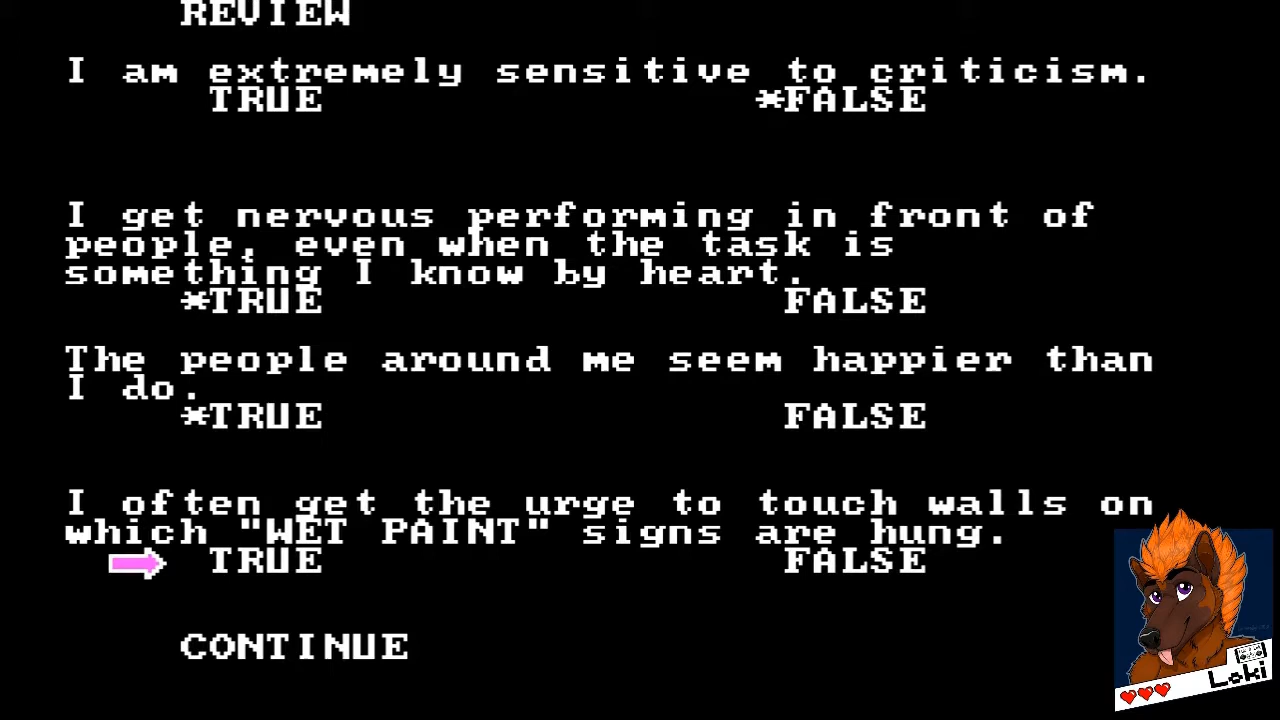 REVIEW
I am extremely sensitive to criticism.
TRUE *FALSE
I get nervous performing in front of
people, even when the task is
something I know by heart.
*TRUE FALSE
The people around me seem happier than
I do.
*TRUE FALSE
I often get the urge to touch walls on
which "WET PAINT" signs are hung.
TRUE FALSE
CONTINUE
Loki